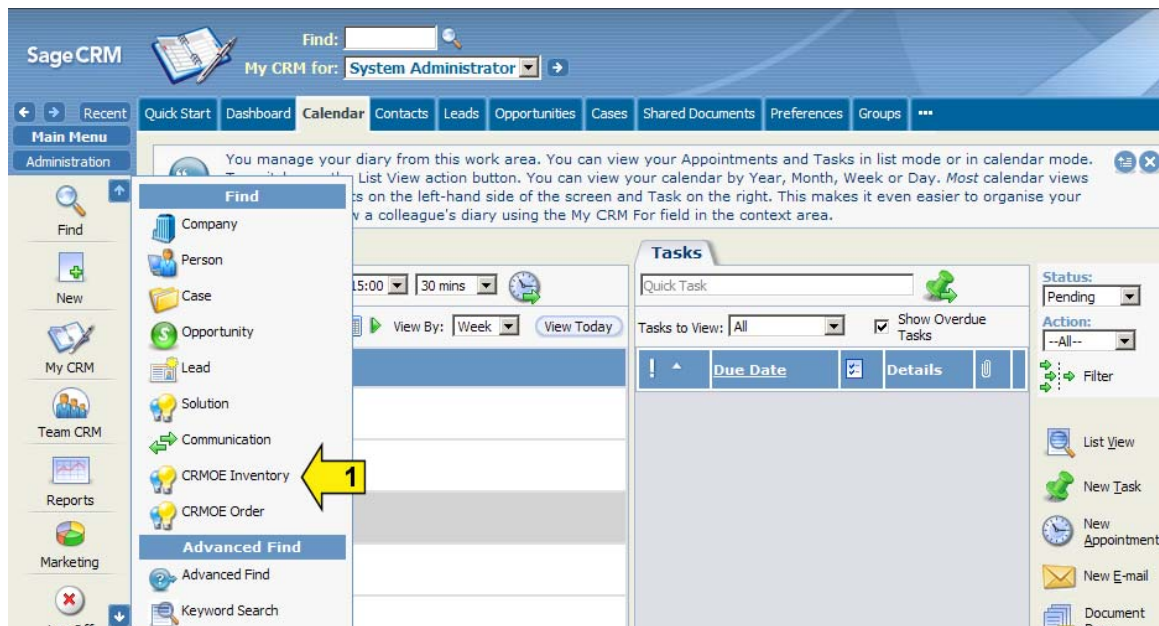 Sage CRM
Find:
My CRM for: System Administrator
Recent
Quick Start Dashboard Calendar Contacts Leads Opportunities Cases Shared Documents Preferences Groups •••
Main Menu
Administration
You manage your diary from this work area. You can view your Appointments and Tasks in list mode or in calendar mode.
List View action button. You can view your calendar by Year, Month, Week or Day. Most calendar views
on the left-hand side of the screen and Task on the right. This makes it even easier to organise your
a colleague's diary using the My CRM For field in the context area.
Find
New
My CRM
Team CRM
Reports
Marketing
Find
Company
Person
Case
Opportunity
Lead
Solution
Communication
CRMOE Inventory
1
CRMOE Order
Advanced Find
Advanced Find
Keyword Search
15:00 30 mins
View By: Week View Today
Tasks
Quick Task
Tasks to View: All Show Overdue
Tasks
! Due Date Details
Status:
Pending
Action:
--All--
Filter
List View
New Task
New
Appointment
New E-mail
Document